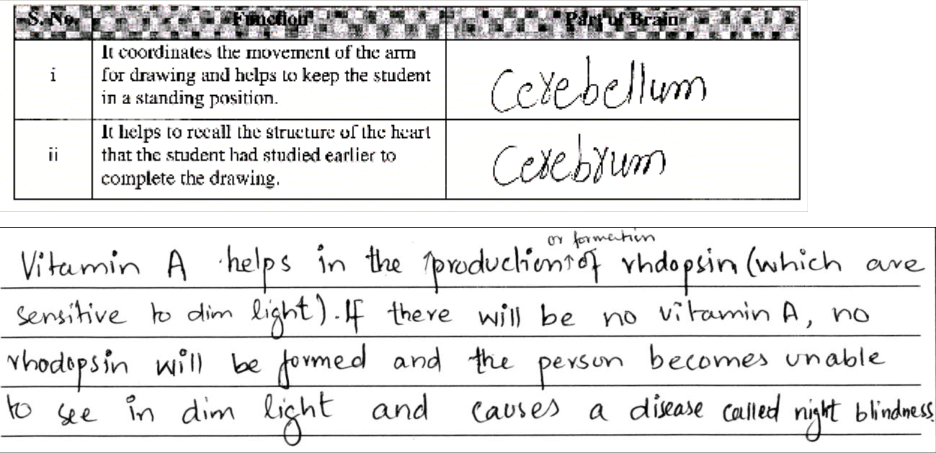 S. No. Function Part of Brain
i It coordinates the movement of the arm
for drawing and helps to keep the student
in a standing position.
Cerebellum
ii It helps to recall the structure of the heart
that the student had studied earlier to
complete the drawing.
Cerebrum
or formation
Vitamin A helps in the production of rhdopsin (which are
sensitive to dim light). If there will be no vitamin A, no
rhodopsin will be formed and the person becomes unable
to see in dim light and causes a disease called night blindness.